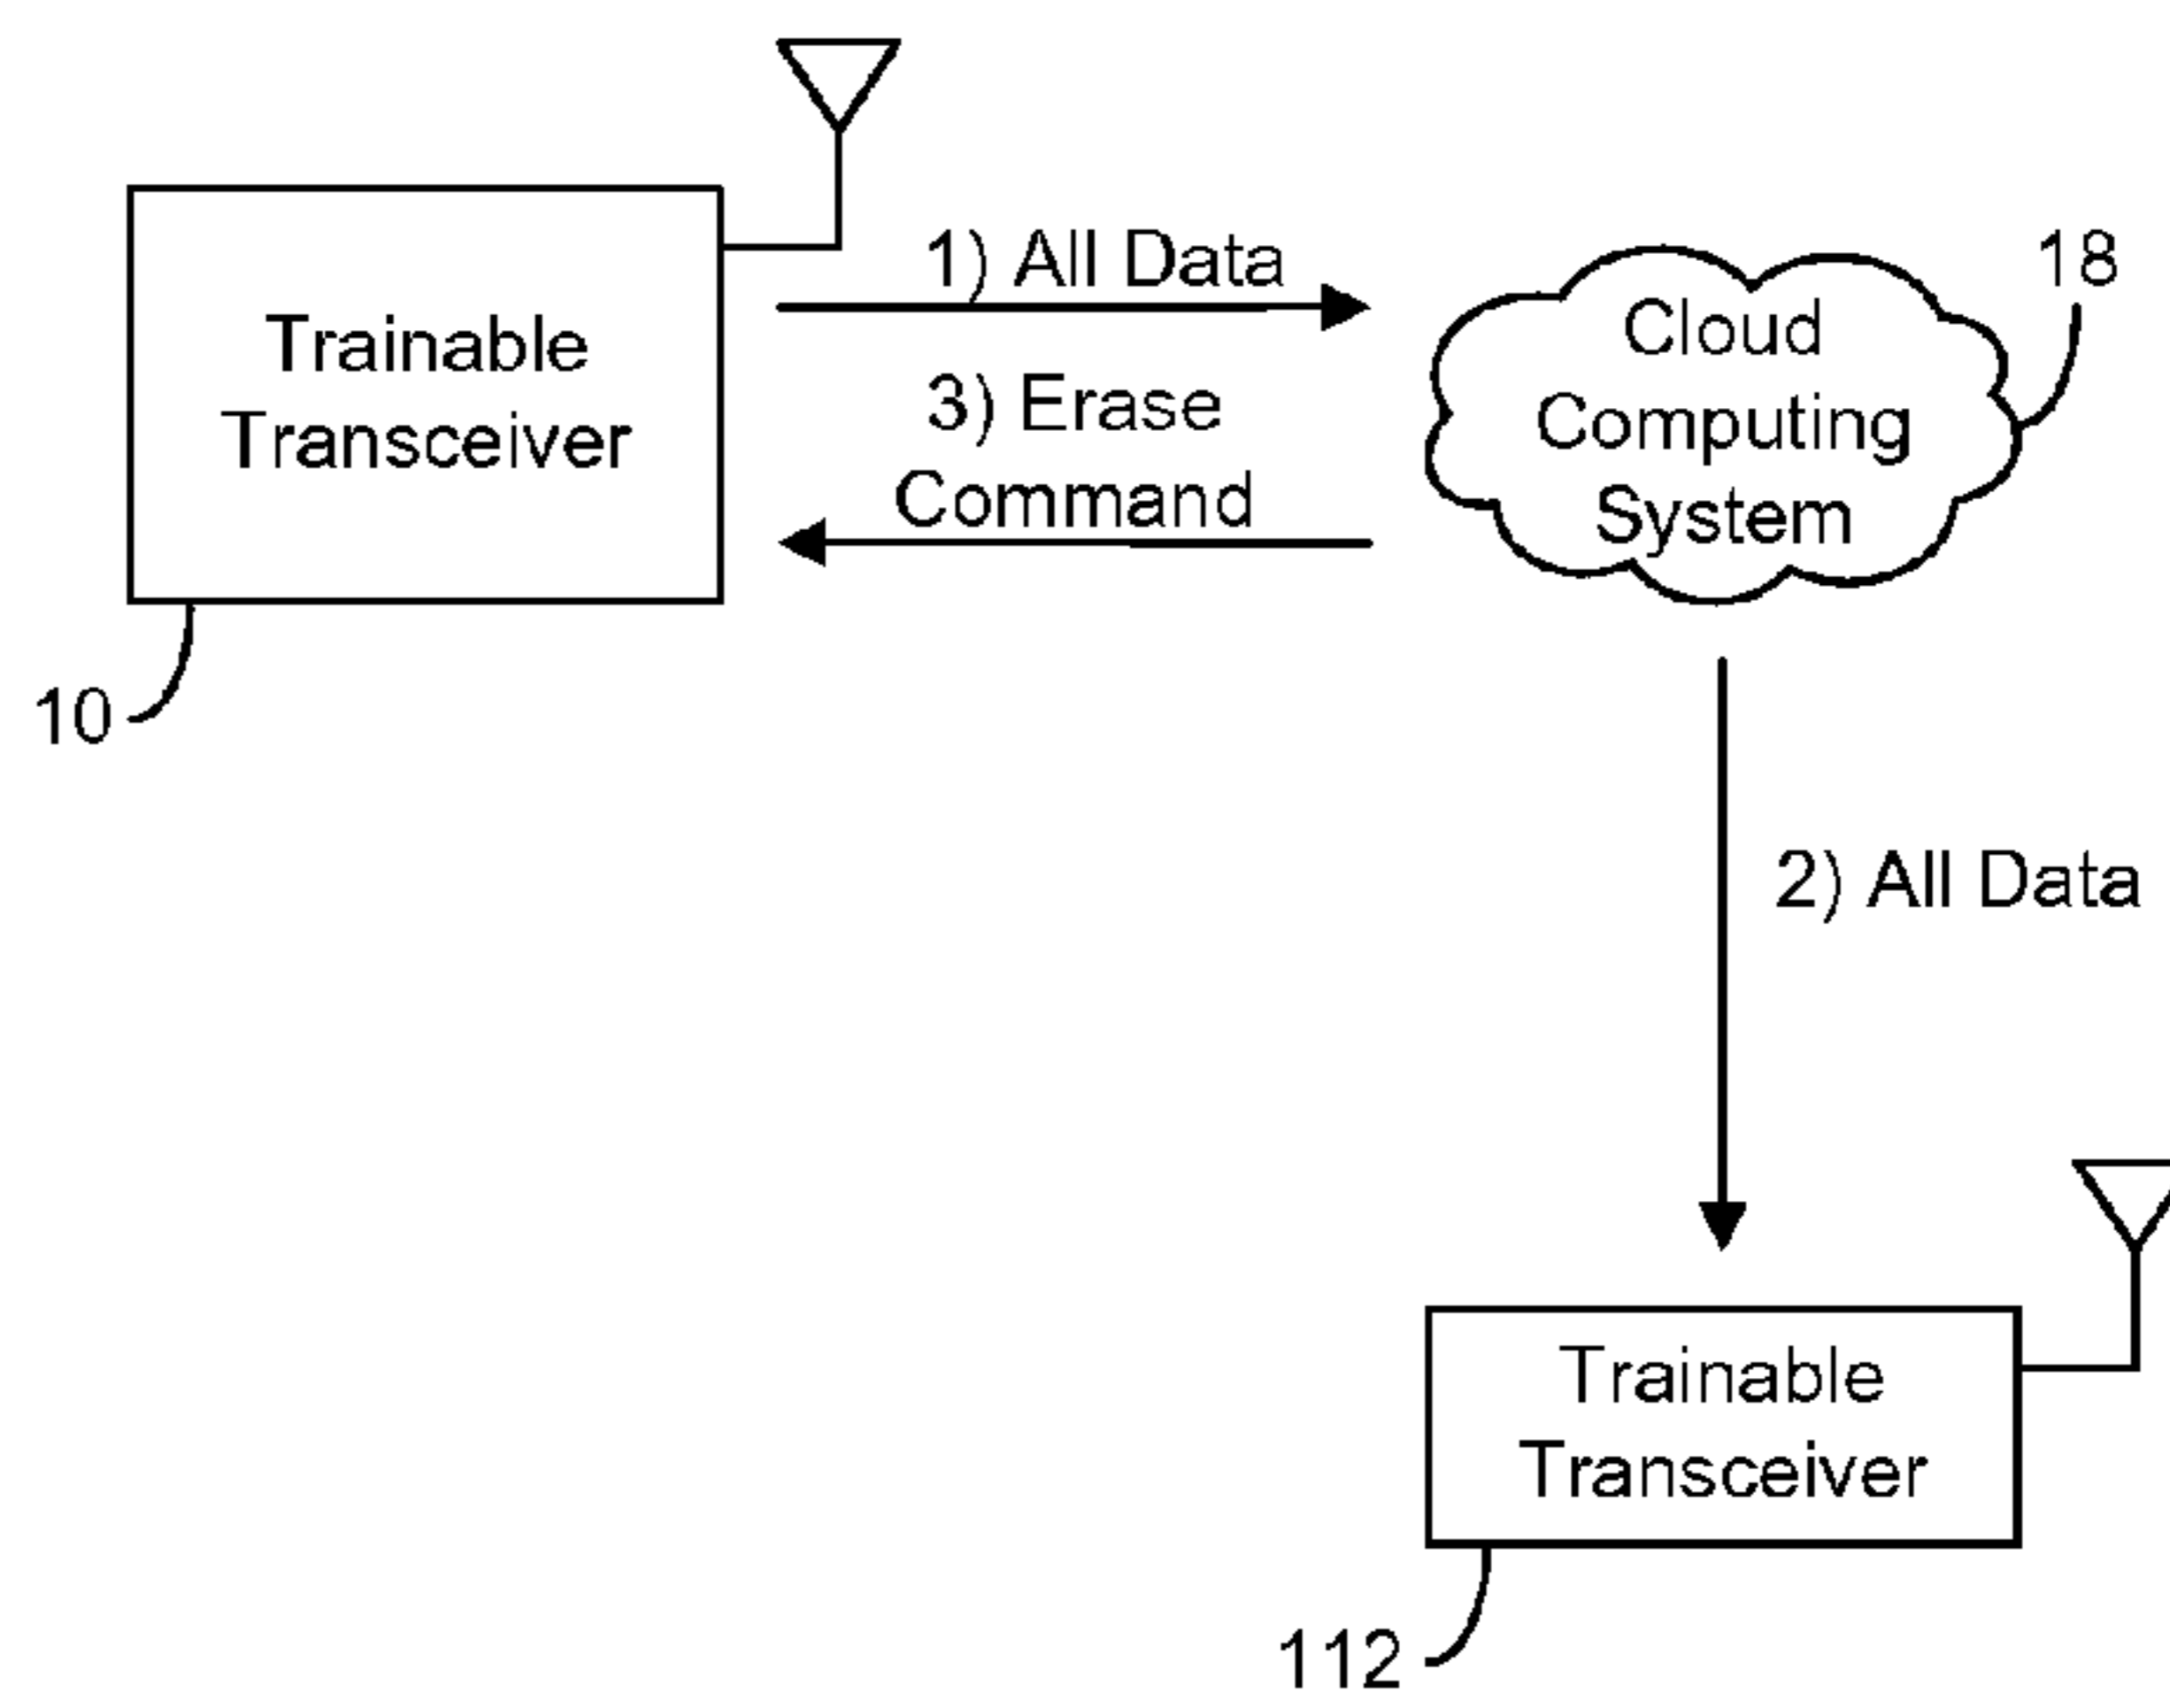 1) All Data
18
Trainable
Transceiver
Cloud
Computing
System
3) Erase
Command
10
2) All Data
Trainable
Transceiver
112